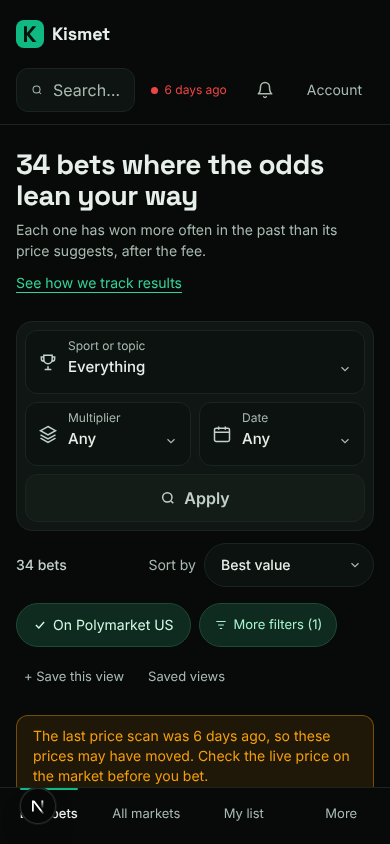 Kismet
Search...
6 days ago
Account
34 bets where the odds
lean your way
Each one has won more often in the past than its
price suggests, after the fee.
See how we track results
Sport or topic
Everything
Multiplier
Any
Date
Any
Apply
34 bets
Sort by
Best value
On Polymarket US
More filters (1)
+ Save this view
Saved views
The last price scan was 6 days ago, so these
prices may have moved. Check the live price on
the market before you bet.
N
bets
All markets
My list
More